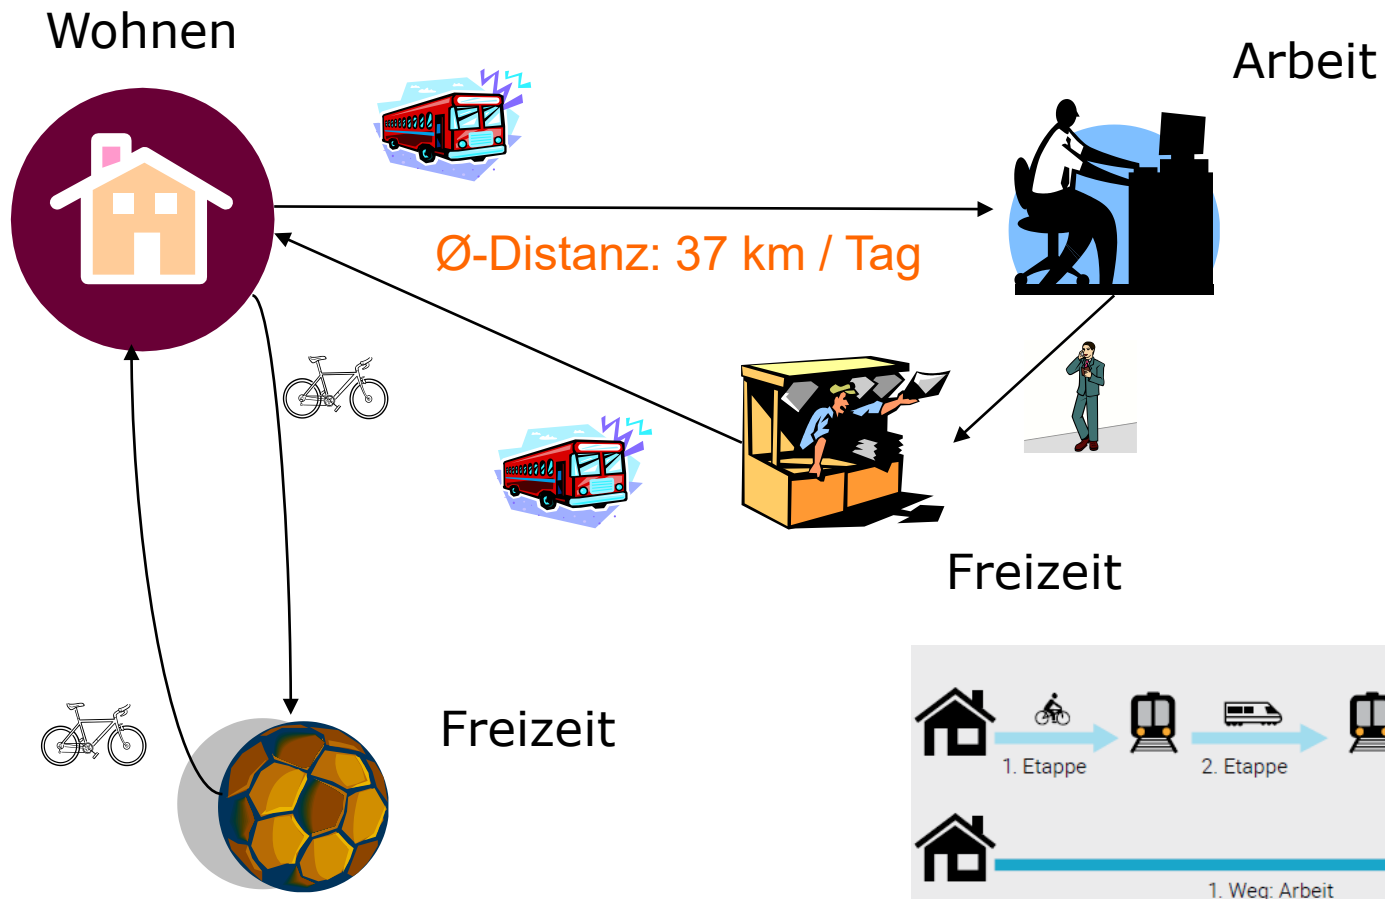 Wohnen
Arbeit
Ø-Distanz: 37 km / Tag
Freizeit
Freizeit
1. Etappe
2. Etappe
1. Weg: Arbeit